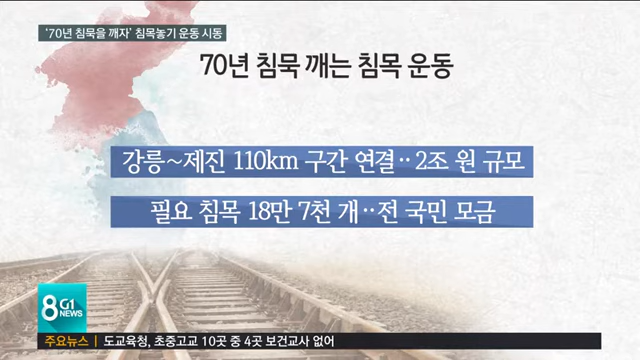 ‘70년 침묵을 깨자’ 침목놓기 운동 시동
70년 침묵 깨는 침목 운동
강릉~제진 110km 구간 연결‥2조 원 규모
필요 침목 18만 7천 개‥전 국민 모금
8 G1 NEWS
주요뉴스 도교육청, 초중고교 10곳 중 4곳 보건교사 없어